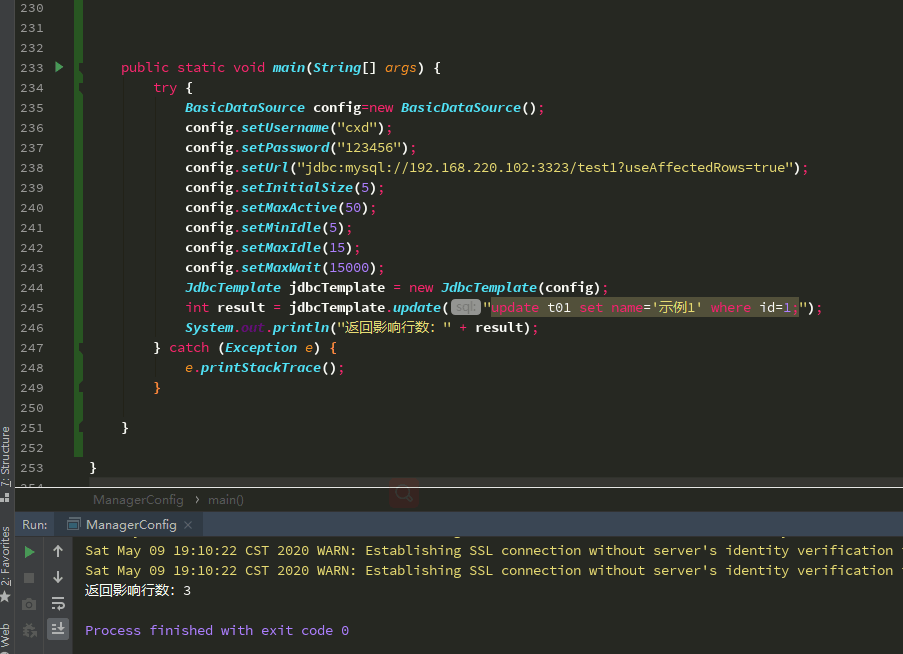 230
231
232
233 public static void main(String[] args) {
234 try {
235 BasicDataSource config=new BasicDataSource();
236 config.setUsername("cxd");
237 config.setPassword("123456");
238 config.setUrl("jdbc:mysql://192.168.220.102:3323/test1?useAffectedRows=true");
239 config.setInitialSize(5);
240 config.setMaxActive(50);
241 config.setMinIdle(5);
242 config.setMaxIdle(15);
243 config.setMaxWait(15000);
244 JdbcTemplate jdbcTemplate = new JdbcTemplate(config);
245 int result = jdbcTemplate.update( sql: "update t01 set name='示例1' where id=1;");
246 System.out.println("返回影响行数: " + result);
247 } catch (Exception e) {
248 e.printStackTrace();
249 }
250
251 }
252
253 }
254
ManagerConfig › main()
Run: ManagerConfig ×
Sat May 09 19:10:22 CST 2020 WARN: Establishing SSL connection without server's identity verification
Sat May 09 19:10:22 CST 2020 WARN: Establishing SSL connection without server's identity verification
返回影响行数: 3
Process finished with exit code 0
7: Structure
2: Favorites
Web